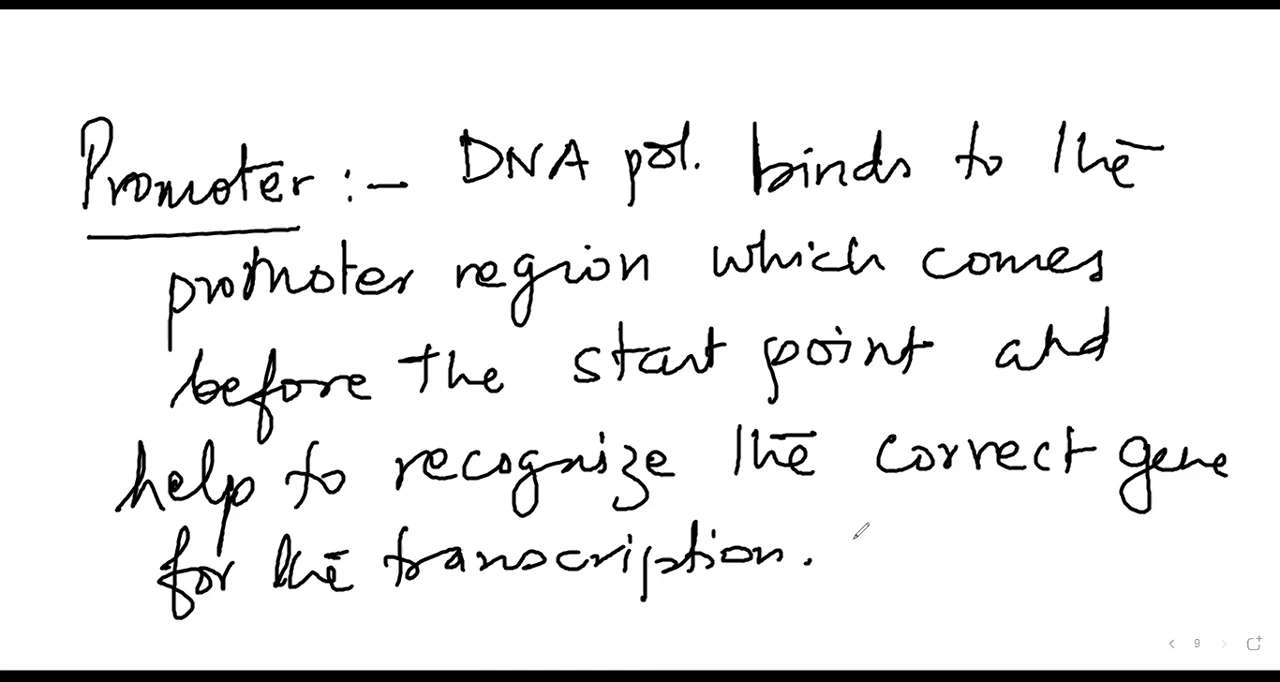 Promoter :- DNA pol. binds to the
promoter region which comes
before the start point and
help to recognize the correct gene
for the transcription.
9